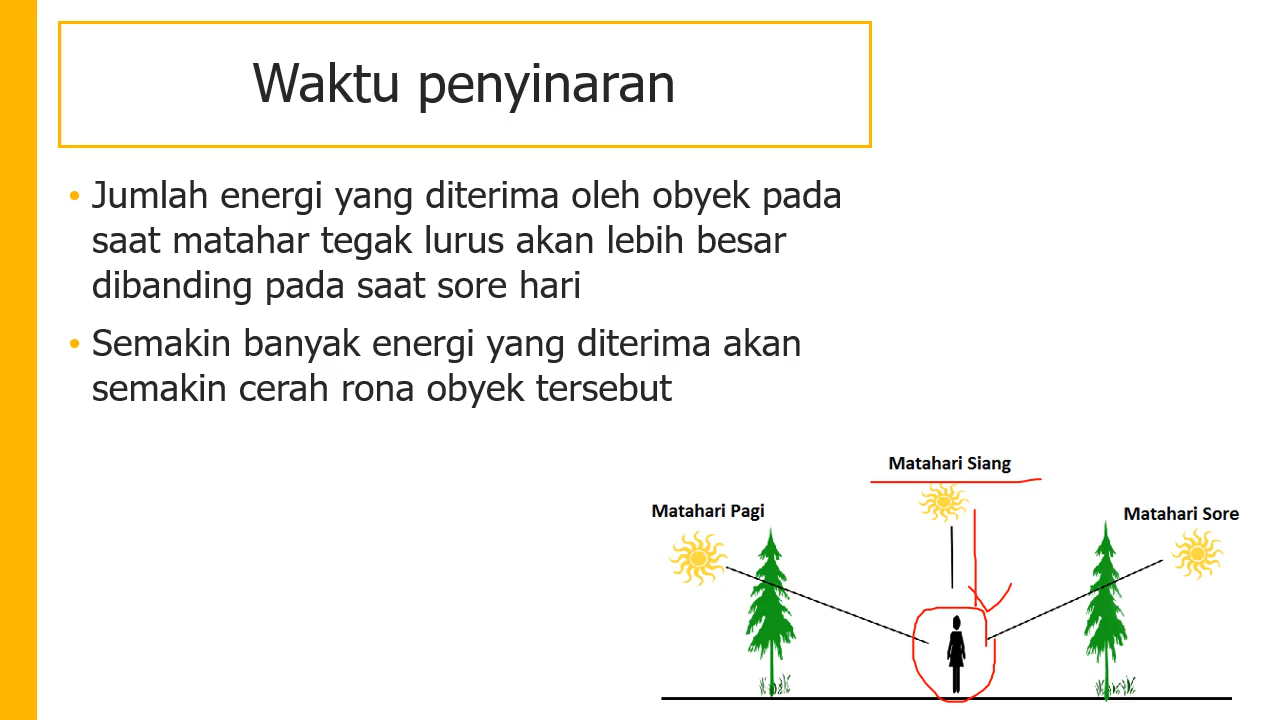 Waktu penyinaran
• Jumlah energi yang diterima oleh obyek pada
saat matahar tegak lurus akan lebih besar
dibanding pada saat sore hari
• Semakin banyak energi yang diterima akan
semakin cerah rona obyek tersebut
Matahari Siang
Matahari Pagi
Matahari Sore